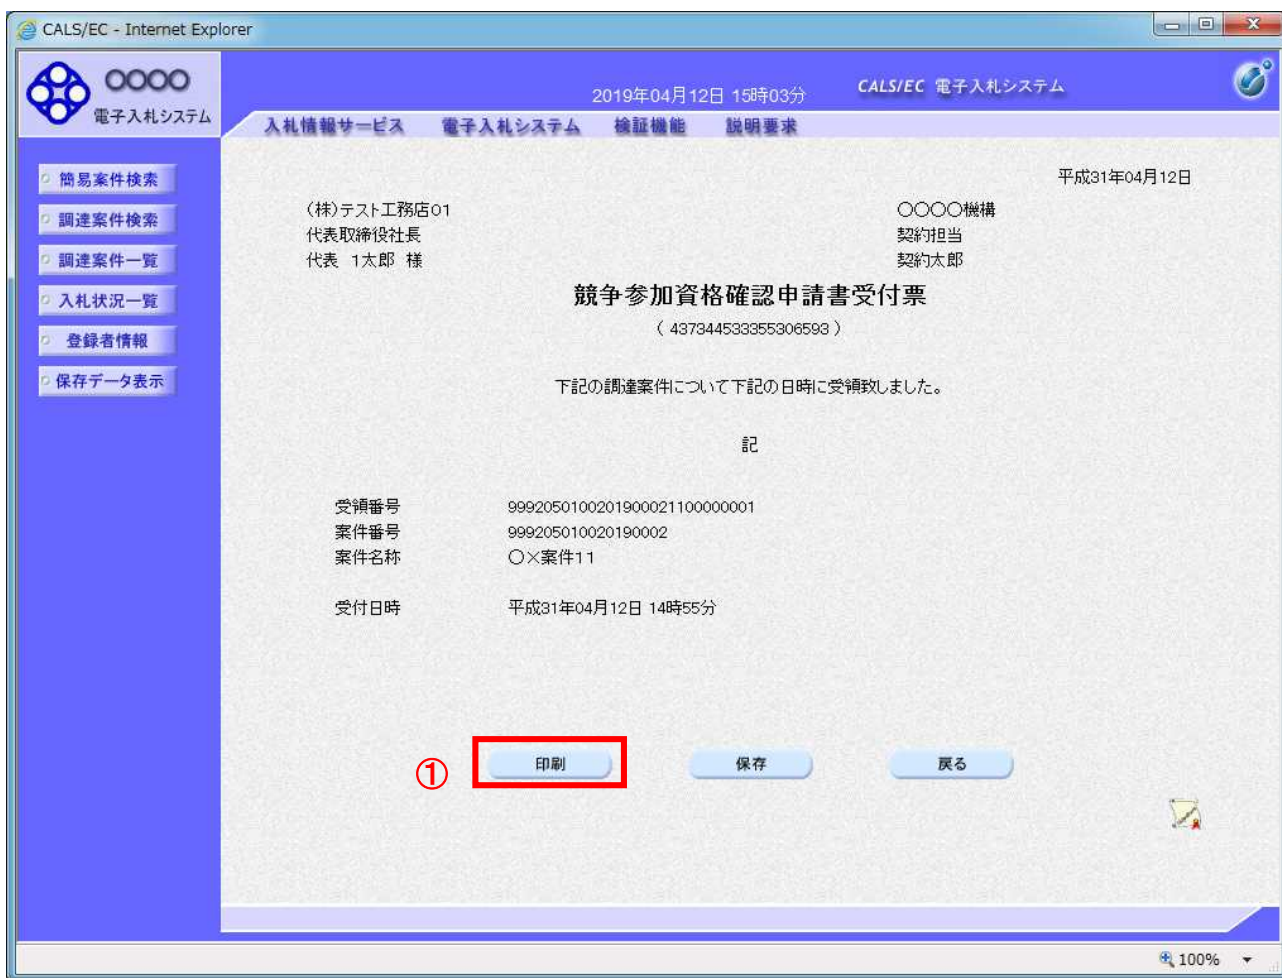 CALS/EC - Internet Explorer
〇〇〇〇
電子入札システム
2019年04月12日 15時03分
CALS/EC 電子入札システム
入札情報サービス 電子入札システム 検証機能 説明要求
簡易案件検索
調達案件検索
調達案件一覧
入札状況一覧
登録者情報
保存データ表示
平成31年04月12日
(株)テスト工務店01
代表取締役社長
代表 1太郎 様
〇〇〇〇機構
契約担当
契約太郎
競争参加資格確認申請書受付票
( 437344533355306593 )
下記の調達案件について下記の日時に受領致しました。
記
受領番号 9992050100201900021100000001
案件番号 999205010020190002
案件名称 〇×案件11
受付日時 平成31年04月12日 14時55分
① 印刷 保存 戻る
100%